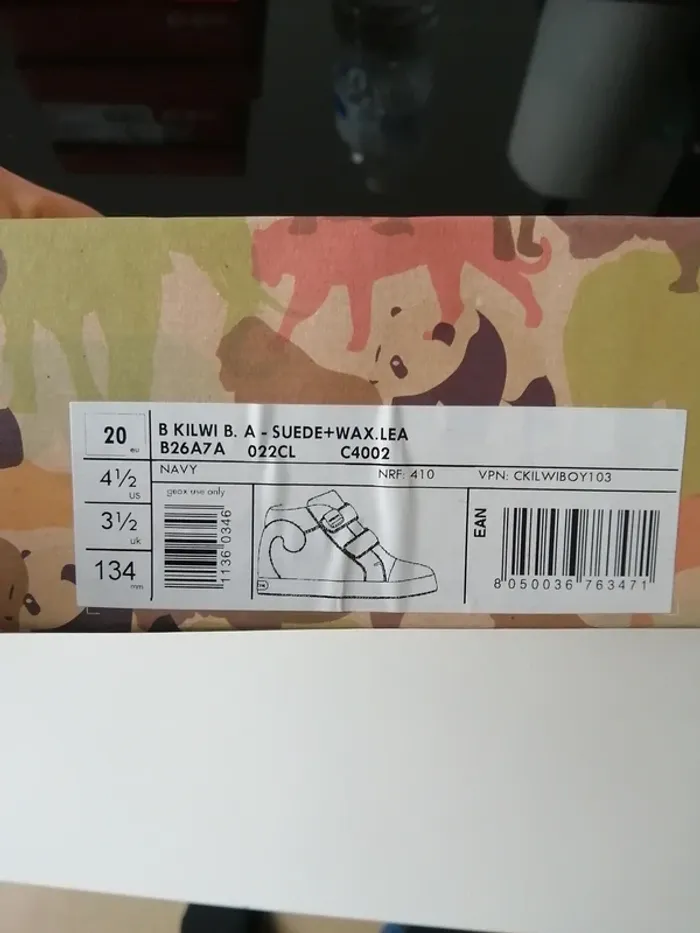 20 eu
4½ US
3½ uk
134 mm
B KILWI B. A - SUEDE+WAX.LEA
B26A7A 022CL C4002
NAVY NRF: 410 VPN: CKILWIBOY103
geox use only
1136 0346
EAN
8 050036 763471